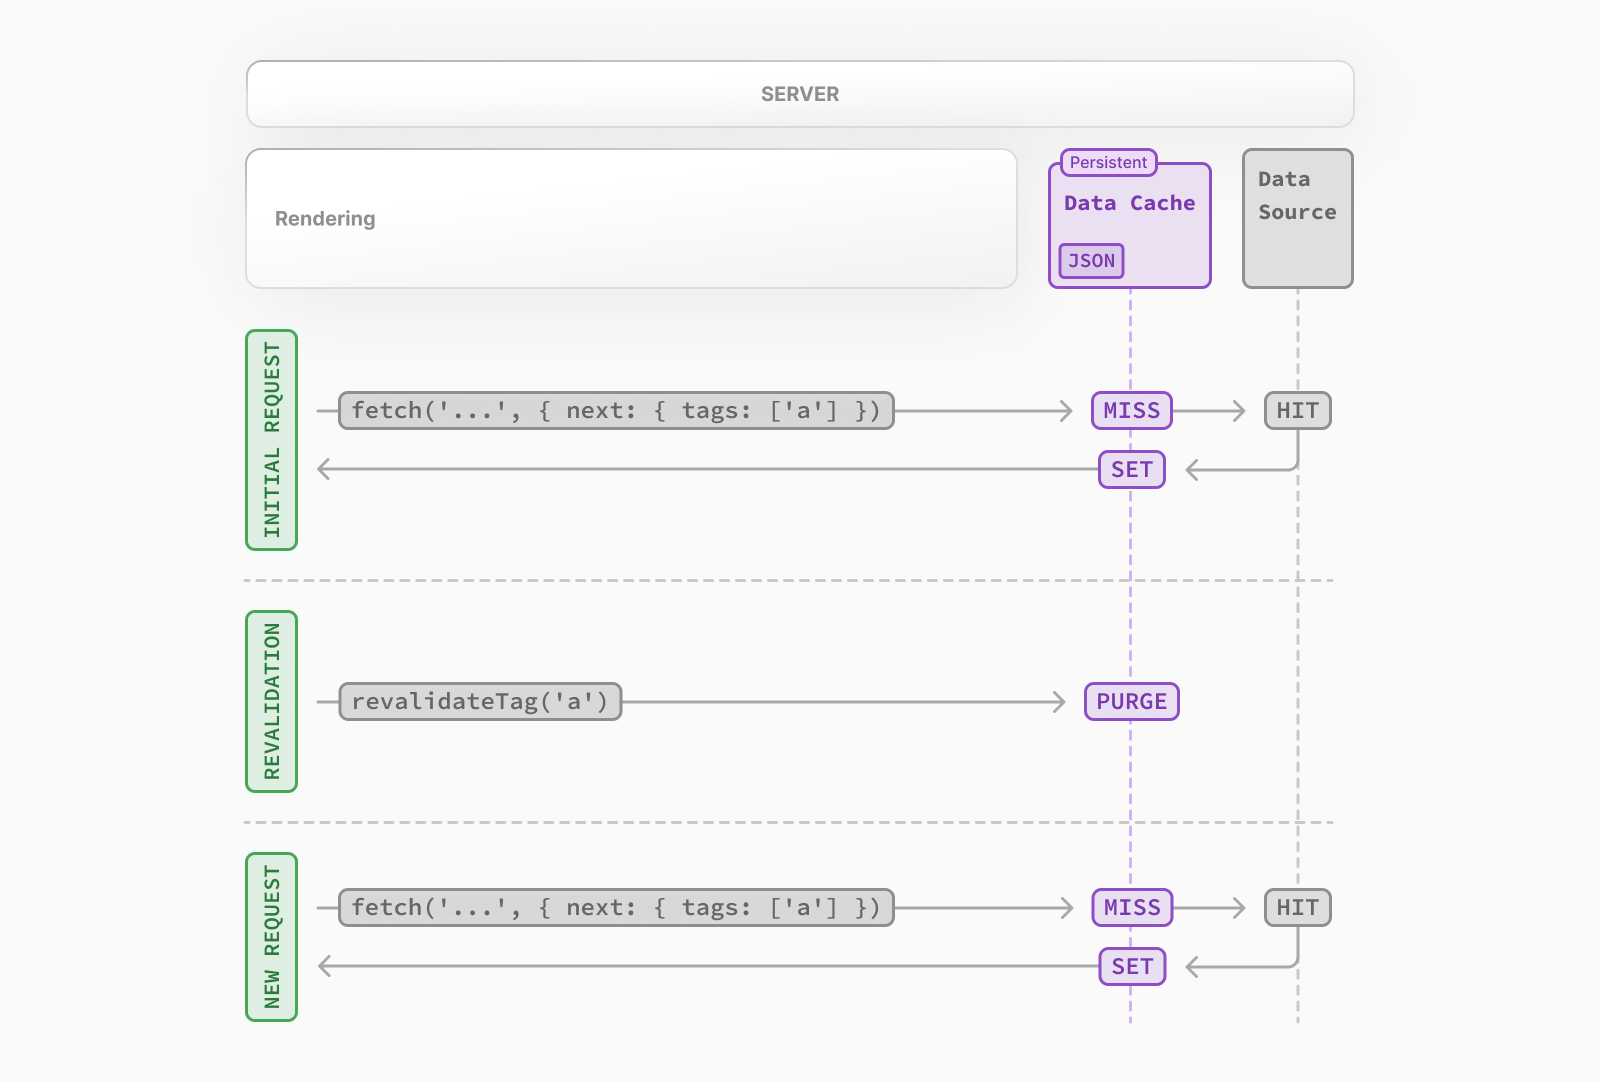 SERVER
Rendering
Persistent
Data Cache
JSON
Data
Source
INITIAL REQUEST
fetch('...', { next: { tags: ['a'] })
MISS
HIT
SET
REVALIDATION
revalidateTag('a')
PURGE
NEW REQUEST
fetch('...', { next: { tags: ['a'] })
MISS
HIT
SET